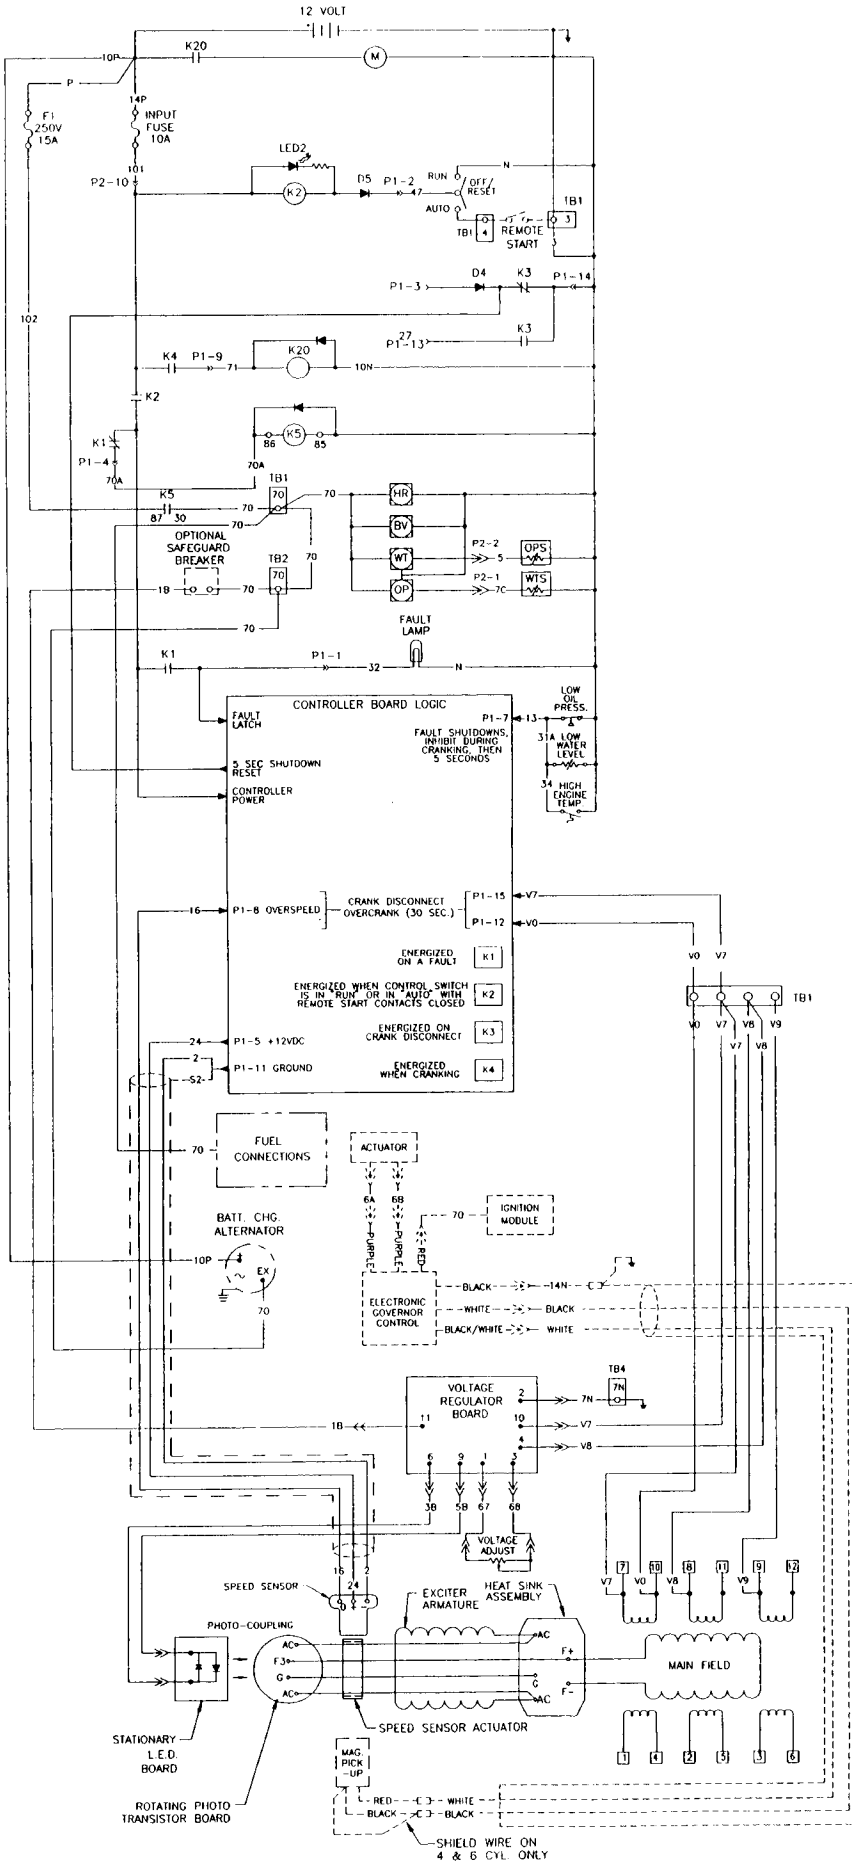 12 VOLT
K20
10P
M
P
14P
F1
250V
15A
INPUT
FUSE
10A
LED2
101
P2-10
K2
D5
P1-2
47
RUN
OFF/
RESET
N
AUTO
TB1
4
REMOTE
START
TB1
3
3
D4
K3
P1-14
P1-3
102
27
P1-13
K3
K4
P1-9
71
K20
10N
K2
K1
P1-4
70A
86
K5
85
70A
TB1
70
K5
87
30
70
70
70
HR
BV
OPTIONAL
SAFEGUARD
BREAKER
TB2
70
70
WT
P2-2
5
OPS
1B
70
OP
P2-1
7C
WTS
70
FAULT
LAMP
K1
P1-1
32
N
CONTROLLER BOARD LOGIC
FAULT
LATCH
P1-7
13
LOW
OIL
PRESS.
FAULT SHUTDOWNS,
INHIBIT DURING
CRANKING, THEN
5 SECONDS
31A
LOW
WATER
LEVEL
5 SEC SHUTDOWN
RESET
34
HIGH
ENGINE
TEMP
CONTROLLER
POWER
16
P1-8 OVERSPEED
CRANK DISCONNECT
OVERCRANK (30 SEC.)
P1-15
V7
P1-12
V0
ENERGIZED
ON A FAULT
K1
V0
V7
ENERGIZED WHEN CONTROL SWITCH
IS IN "RUN" OR IN "AUTO" WITH
REMOTE START CONTACTS CLOSED
K2
TB1
V0
V7
V7
V8
V8
V9
ENERGIZED ON
CRANK DISCONNECT
K3
24
P1-5 +12VDC
2
P1-11 GROUND
S2
ENERGIZED
WHEN CRANKING
K4
70
FUEL
CONNECTIONS
ACTUATOR
6A
6B
PURPLE
PURPLE
RED
70
IGNITION
MODULE
BATT. CHG.
ALTERNATOR
10P
+
EX
70
ELECTRONIC
GOVERNOR
CONTROL
BLACK
14N
WHITE
BLACK
BLACK/WHITE
WHITE
VOLTAGE
REGULATOR
BOARD
TB4
7N
2
7N
1B
11
10
V7
4
V8
6
9
1
3
3B
5B
67
68
VOLTAGE
ADJUST
16
24
2
SPEED SENSOR
0
+
-
EXCITER
ARMATURE
HEAT SINK
ASSEMBLY
V7
V0
V8
V9
7
10
8
11
9
12
PHOTO-COUPLING
AC
F3
G
AC
AC
F+
G
F-
AC
MAIN FIELD
STATIONARY
L.E.D.
BOARD
SPEED SENSOR ACTUATOR
MAG.
PICK
-UP
1
4
2
5
3
6
ROTATING PHOTO
TRANSISTOR BOARD
RED
WHITE
BLACK
BLACK
SHIELD WIRE ON
4 & 6 CYL. ONLY